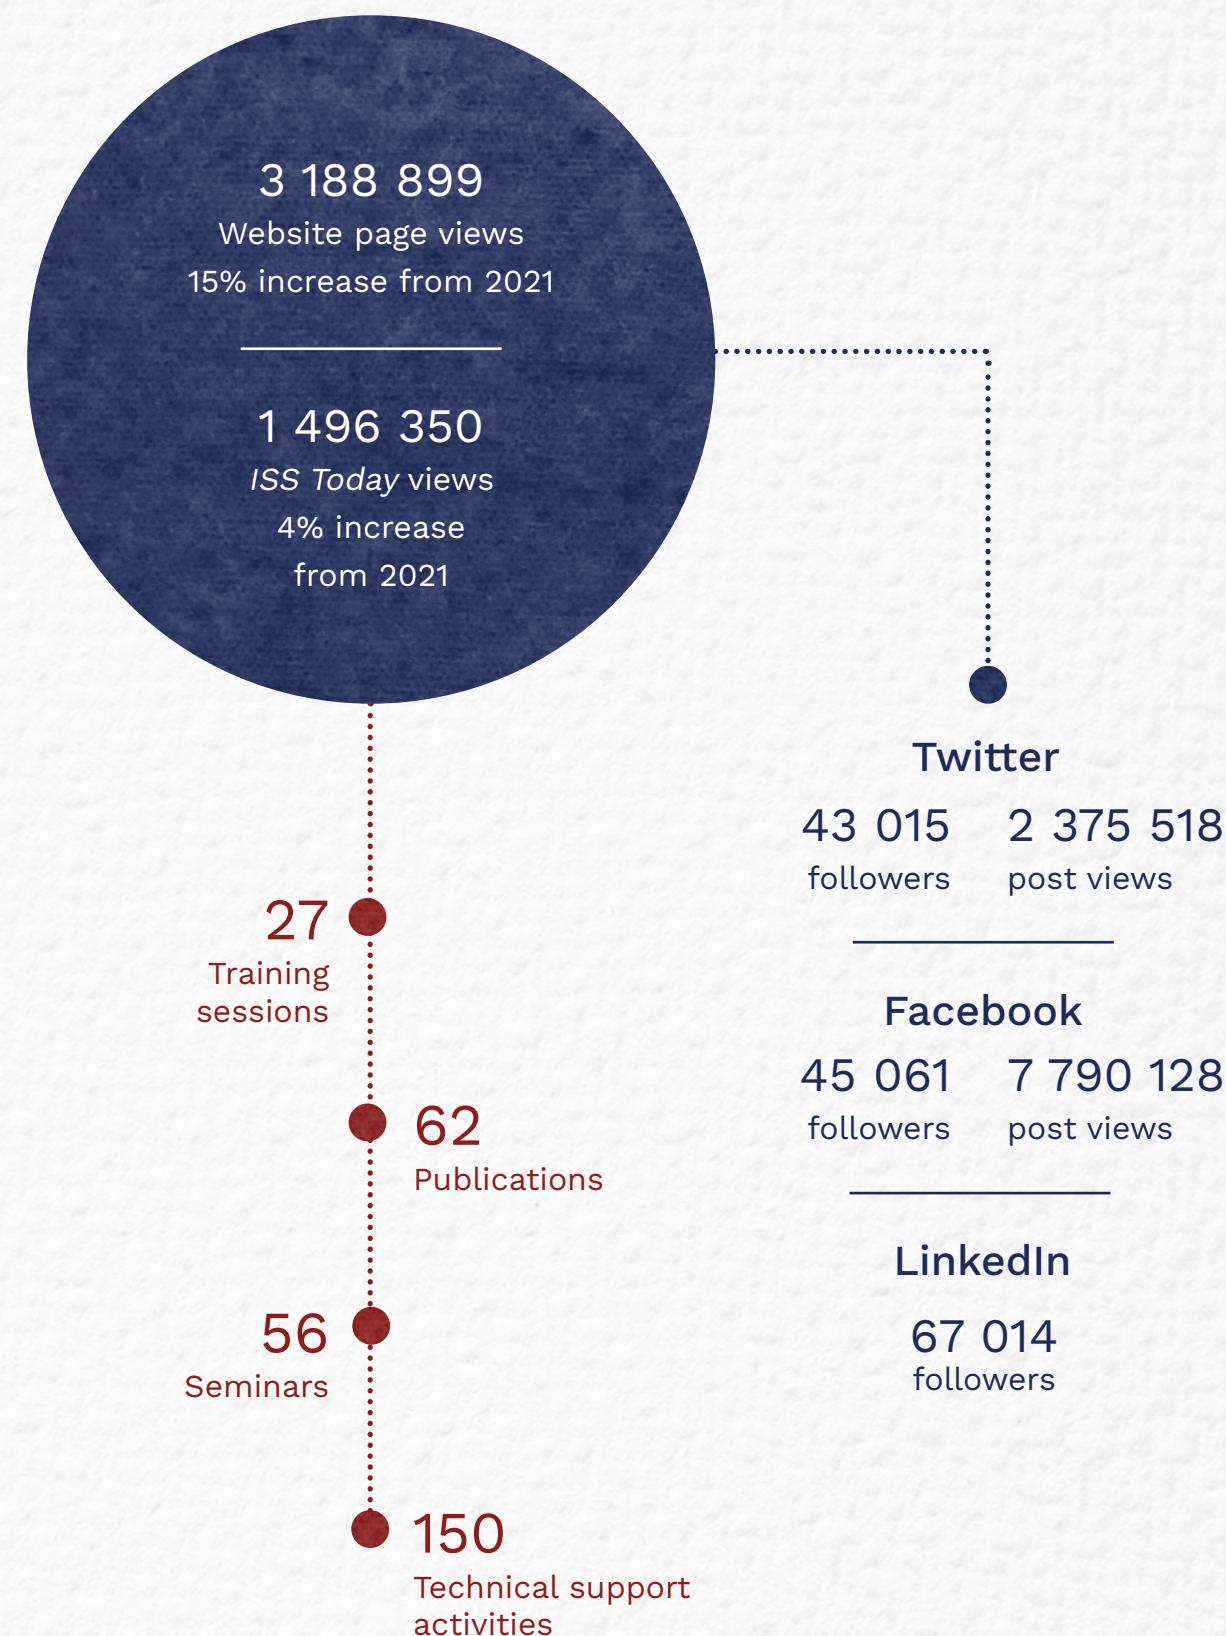 3 188 899
Website page views
15% increase from 2021
1 496 350
ISS Today views
4% increase
from 2021
27
Training
sessions
62
Publications
56
Seminars
150
Technical support
activities
Twitter
43 015 2 375 518
followers post views
Facebook
45 061 7 790 128
followers post views
LinkedIn
67 014
followers